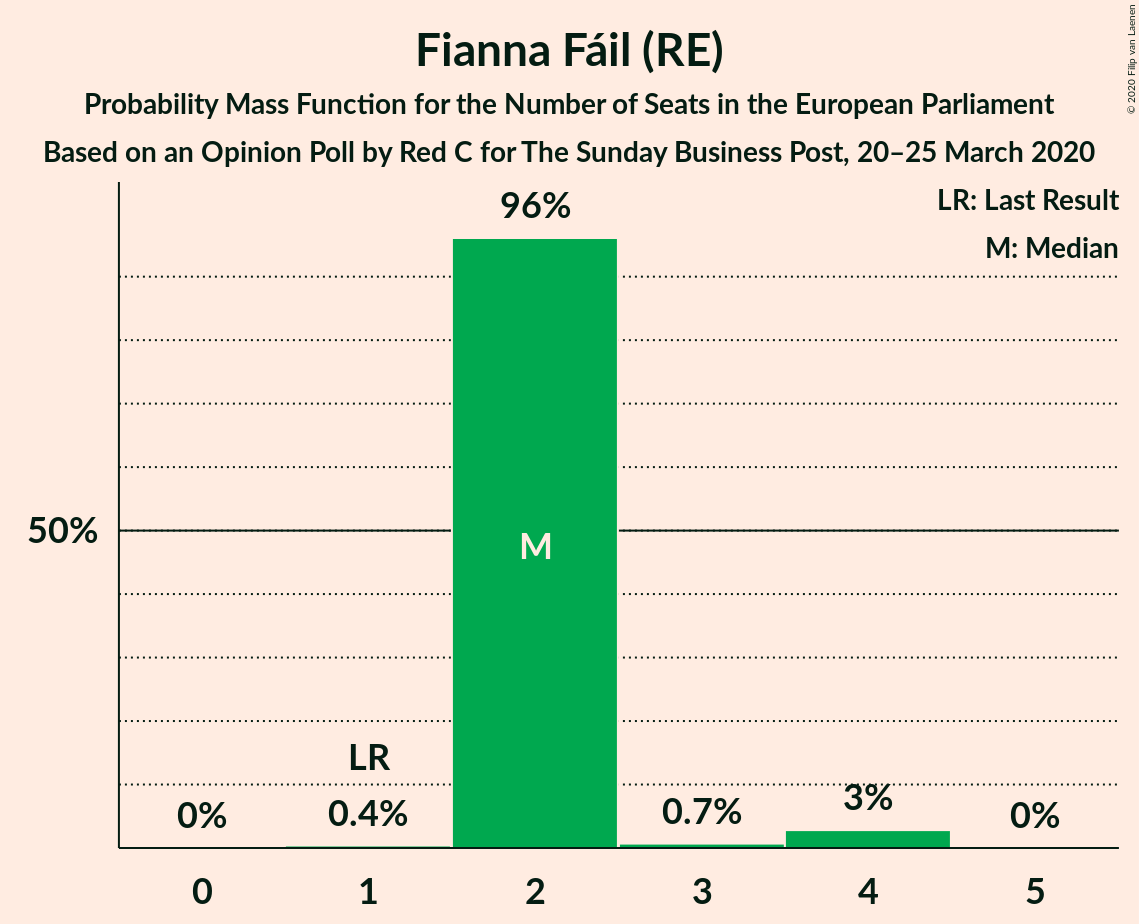 Fianna Fáil (RE)
Probability Mass Function for the Number of Seats in the European Parliament
Based on an Opinion Poll by Red C for The Sunday Business Post, 20–25 March 2020
© 2020 Filip van Laenen
LR: Last Result
M: Median
96%
50%
M
LR
0%
0.4%
0.7%
3%
0%
0 1 2 3 4 5